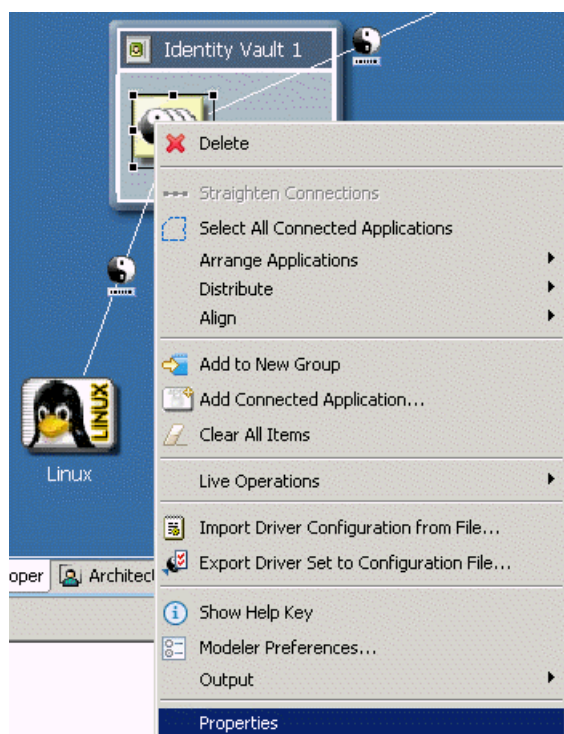 Identity Vault 1
Delete
Straighten Connections
Select All Connected Applications
Arrange Applications
Distribute
Align
Add to New Group
Add Connected Application...
Clear All Items
LINUX
Linux
Live Operations
Import Driver Configuration from File...
Export Driver Set to Configuration File...
oper Architect
Show Help Key
Modeler Preferences...
Output
Properties